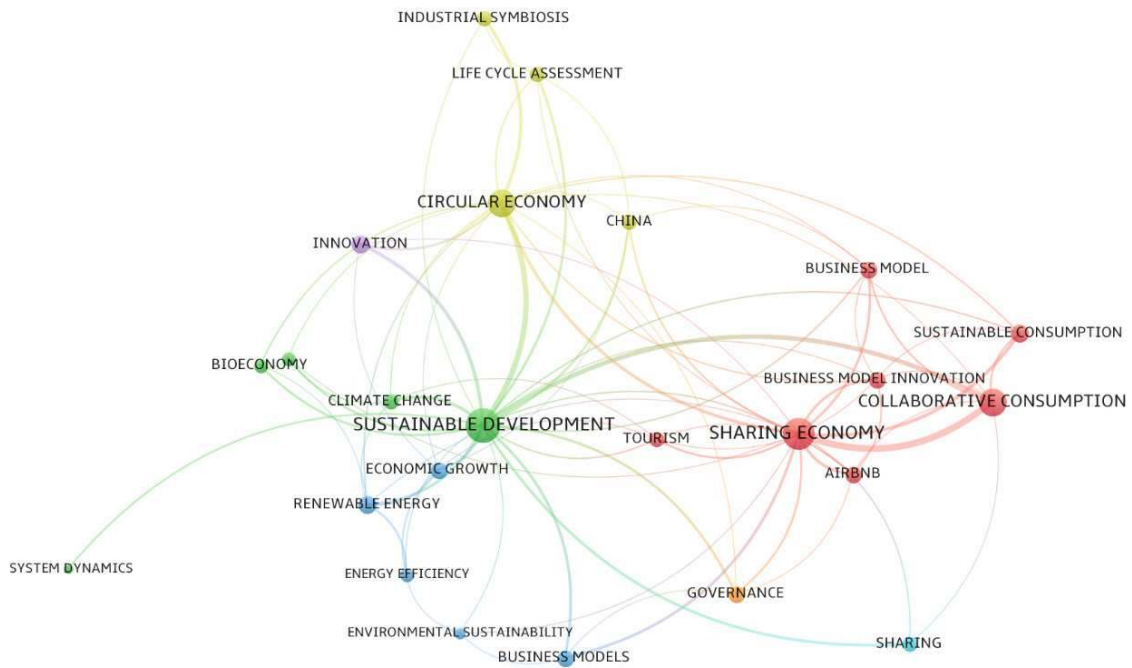 INDUSTRIAL SYMBIOSIS
LIFE CYCLE ASSESSMENT
CIRCULAR ECONOMY
CHINA
INNOVATION
BUSINESS MODEL
SUSTAINABLE CONSUMPTION
BIOECONOMY
BUSINESS MODEL INNOVATION
CLIMATE CHANGE
COLLABORATIVE CONSUMPTION
SUSTAINABLE DEVELOPMENT
TOURISM
SHARING ECONOMY
ECONOMIC GROWTH
AIRBNB
RENEWABLE ENERGY
SYSTEM DYNAMICS
ENERGY EFFICIENCY
GOVERNANCE
ENVIRONMENTAL SUSTAINABILITY
SHARING
BUSINESS MODELS